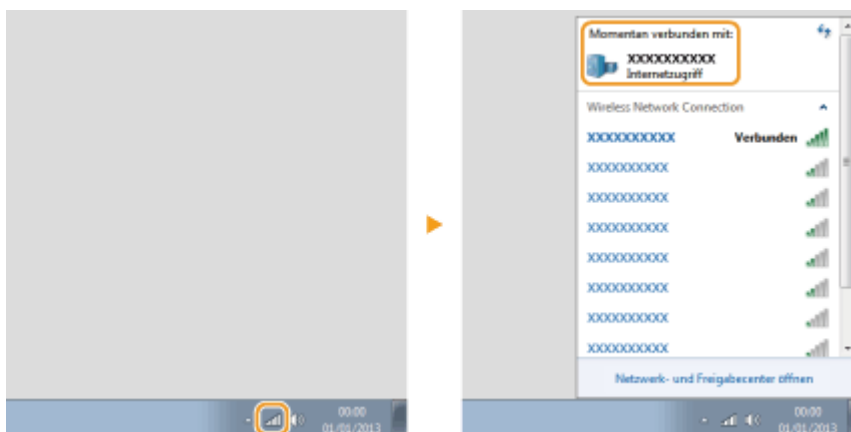 00:00
01/01/2013
Momentan verbunden mit:
XXXXXXXXXX
Internetzugriff
Wireless Network Connection
XXXXXXXXXX Verbunden
XXXXXXXXXX
XXXXXXXXXX
XXXXXXXXXX
XXXXXXXXXX
XXXXXXXXXX
XXXXXXXXXX
XXXXXXXXXX
Netzwerk- und Freigabecenter öffnen
00:00
01/01/2013